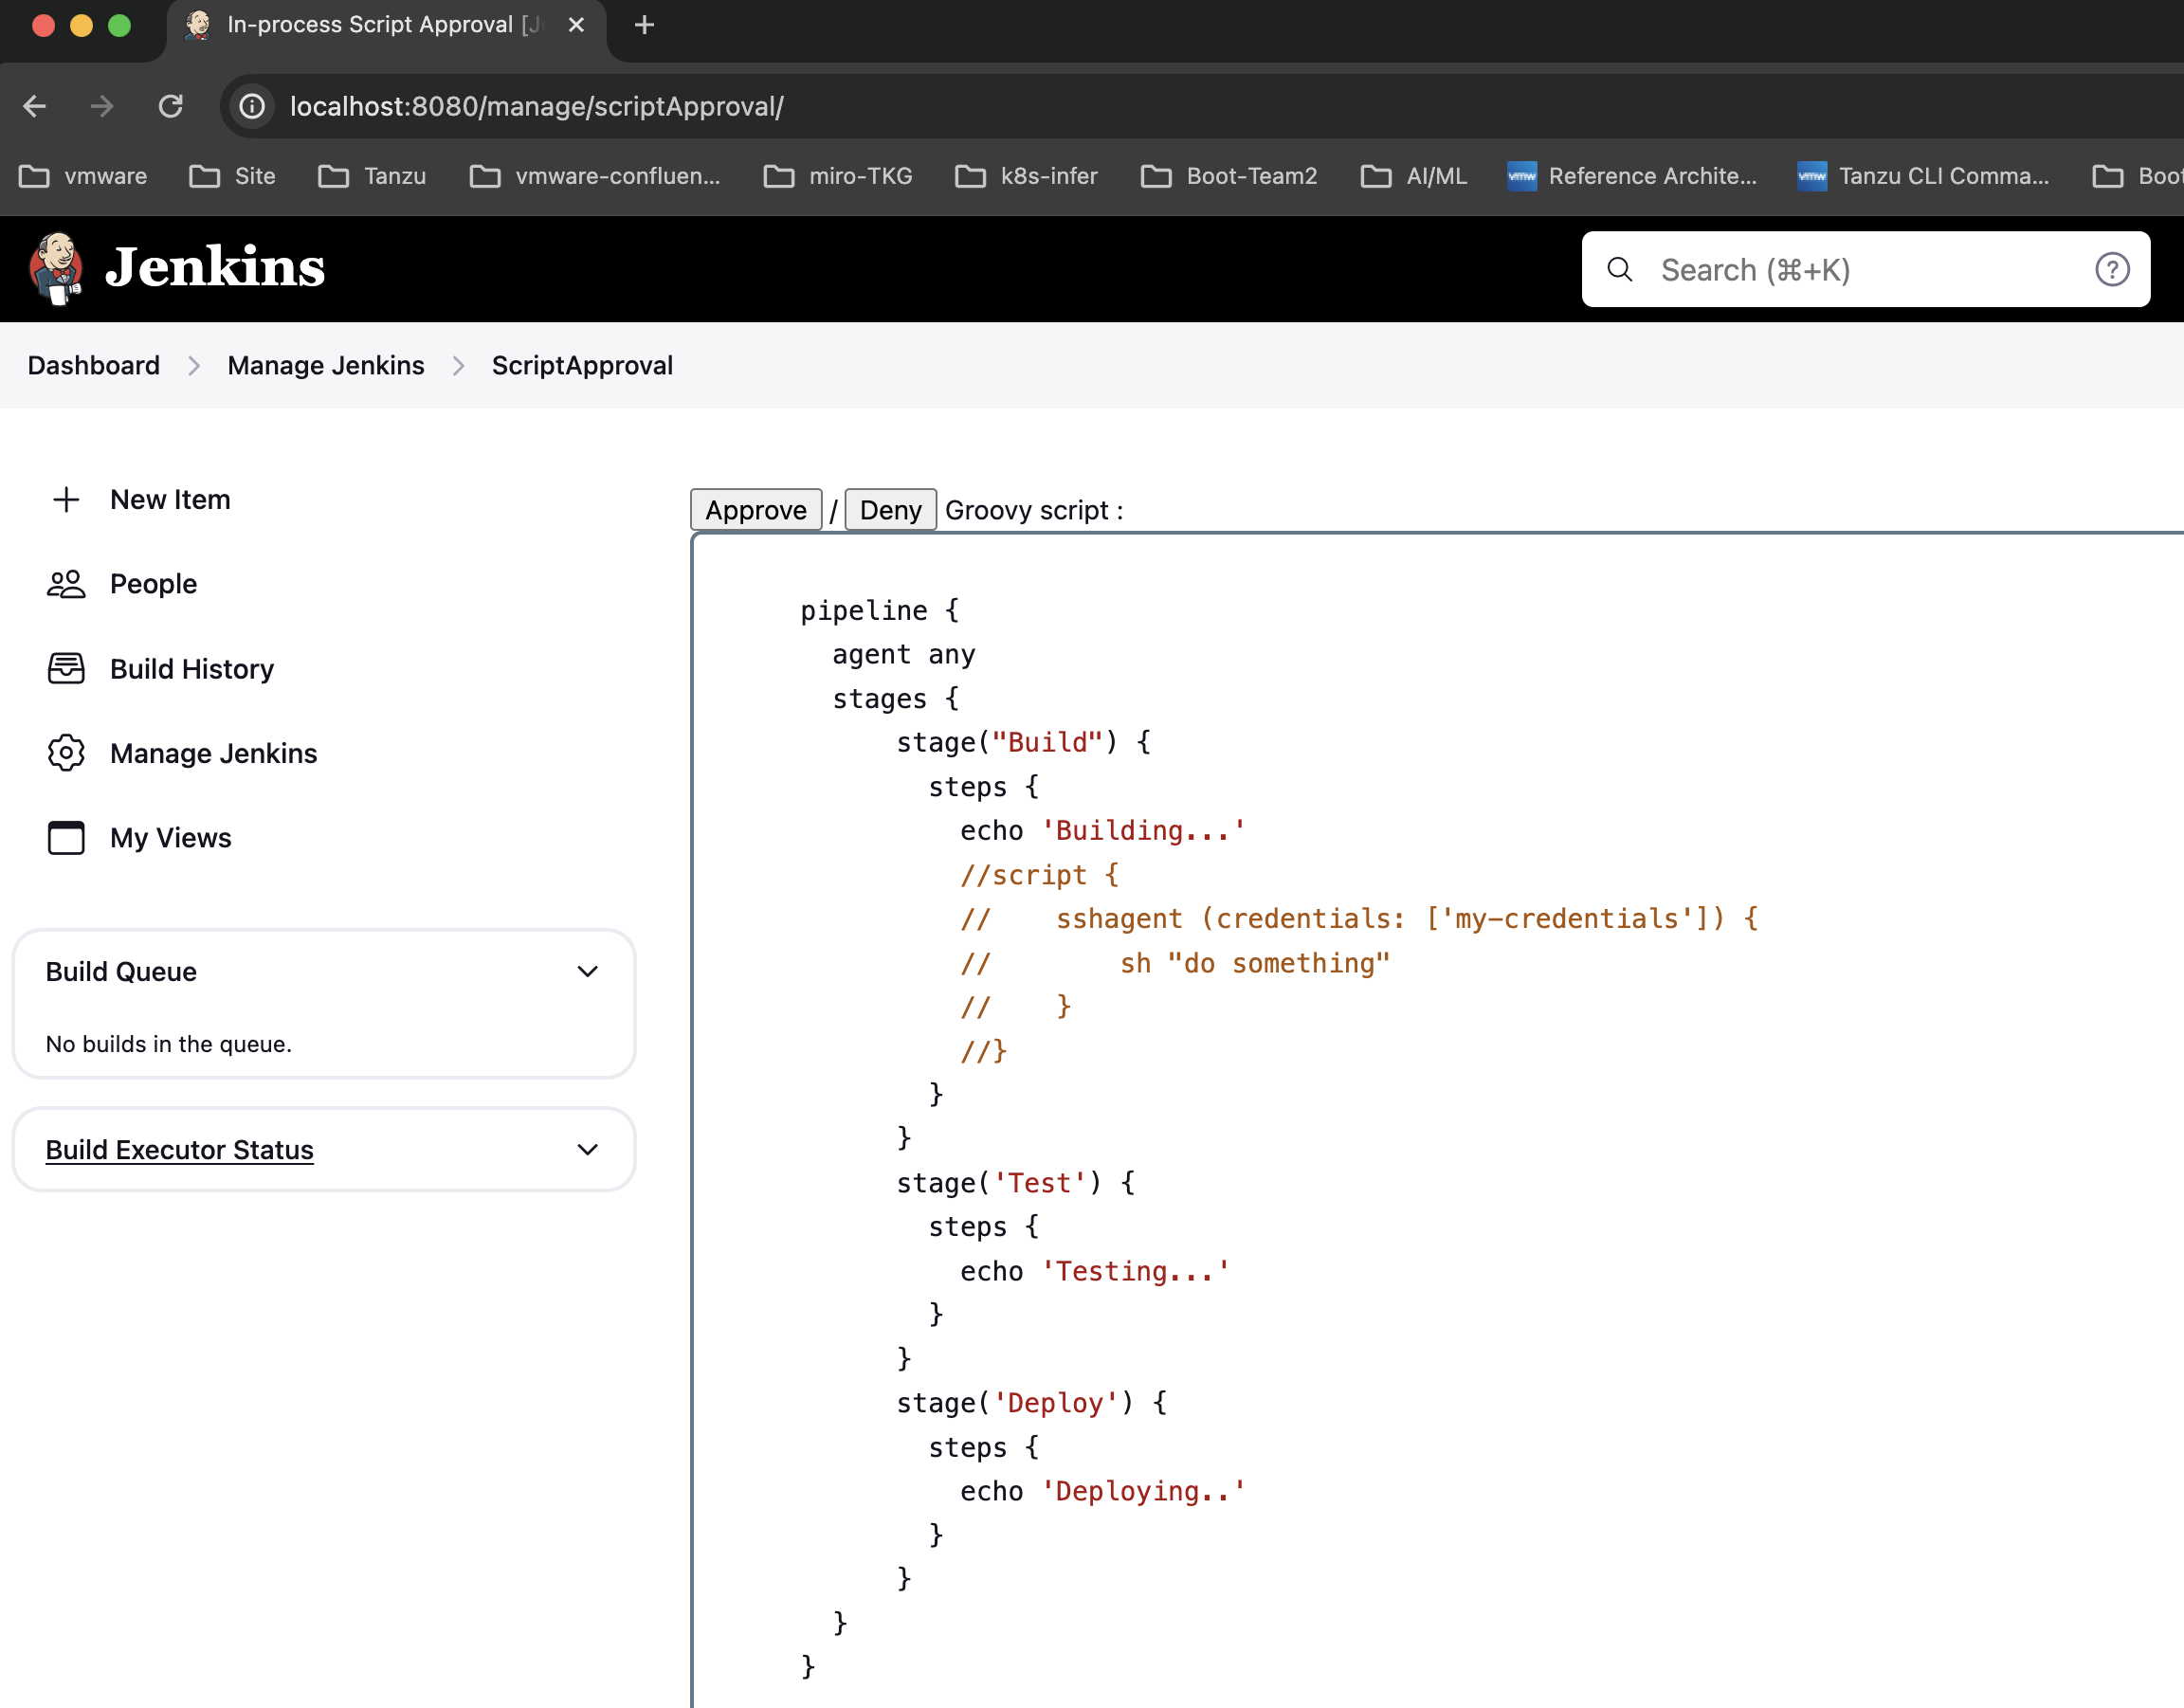 In-process Script Approval [J
localhost:8080/manage/scriptApproval/
vmware Site Tanzu vmware-confluen... miro-TKG k8s-infer Boot-Team2 AI/ML vmw Reference Archite... vmw Tanzu CLI Comma... Boot
Jenkins
Search (⌘+K)
?
Dashboard > Manage Jenkins > ScriptApproval
New Item
People
Build History
Manage Jenkins
My Views
Build Queue
No builds in the queue.
Build Executor Status
Approve / Deny Groovy script :
pipeline {
  agent any
  stages {
      stage("Build") {
        steps {
          echo 'Building...'
          //script {
          //    sshagent (credentials: ['my-credentials']) {
          //        sh "do something"
          //    }
          //}
        }
      }
      stage('Test') {
        steps {
          echo 'Testing...'
        }
      }
      stage('Deploy') {
        steps {
          echo 'Deploying..'
        }
      }
  }
}